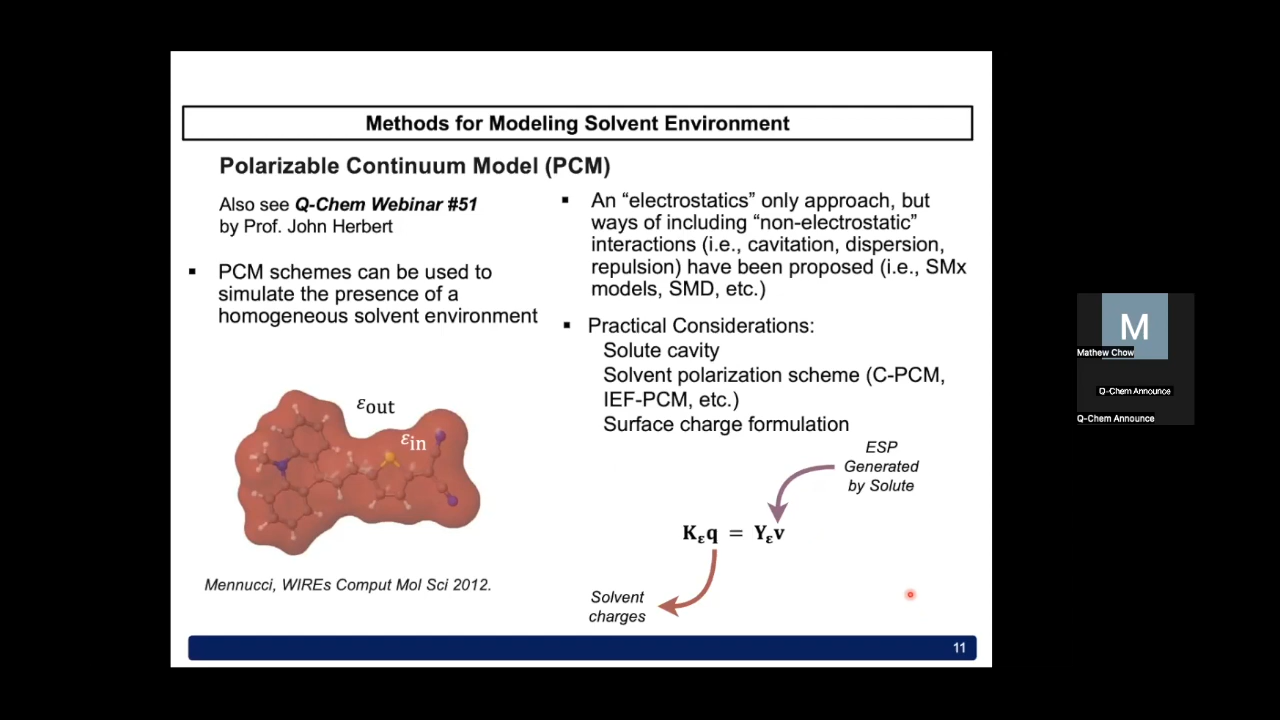 Methods for Modeling Solvent Environment
Polarizable Continuum Model (PCM)
Also see Q-Chem Webinar #51
by Prof. John Herbert
▪ PCM schemes can be used to
simulate the presence of a
homogeneous solvent environment
εout
εin
Mennucci, WIREs Comput Mol Sci 2012.
▪ An “electrostatics” only approach, but
ways of including “non-electrostatic”
interactions (i.e., cavitation, dispersion,
repulsion) have been proposed (i.e., SMx
models, SMD, etc.)
▪ Practical Considerations:
Solute cavity
Solvent polarization scheme (C-PCM,
IEF-PCM, etc.)
Surface charge formulation
ESP
Generated
by Solute
Kεq = Yεv
Solvent
charges
11
M
Mathew Chow
Q-Chem Announce
Q-Chem Announce